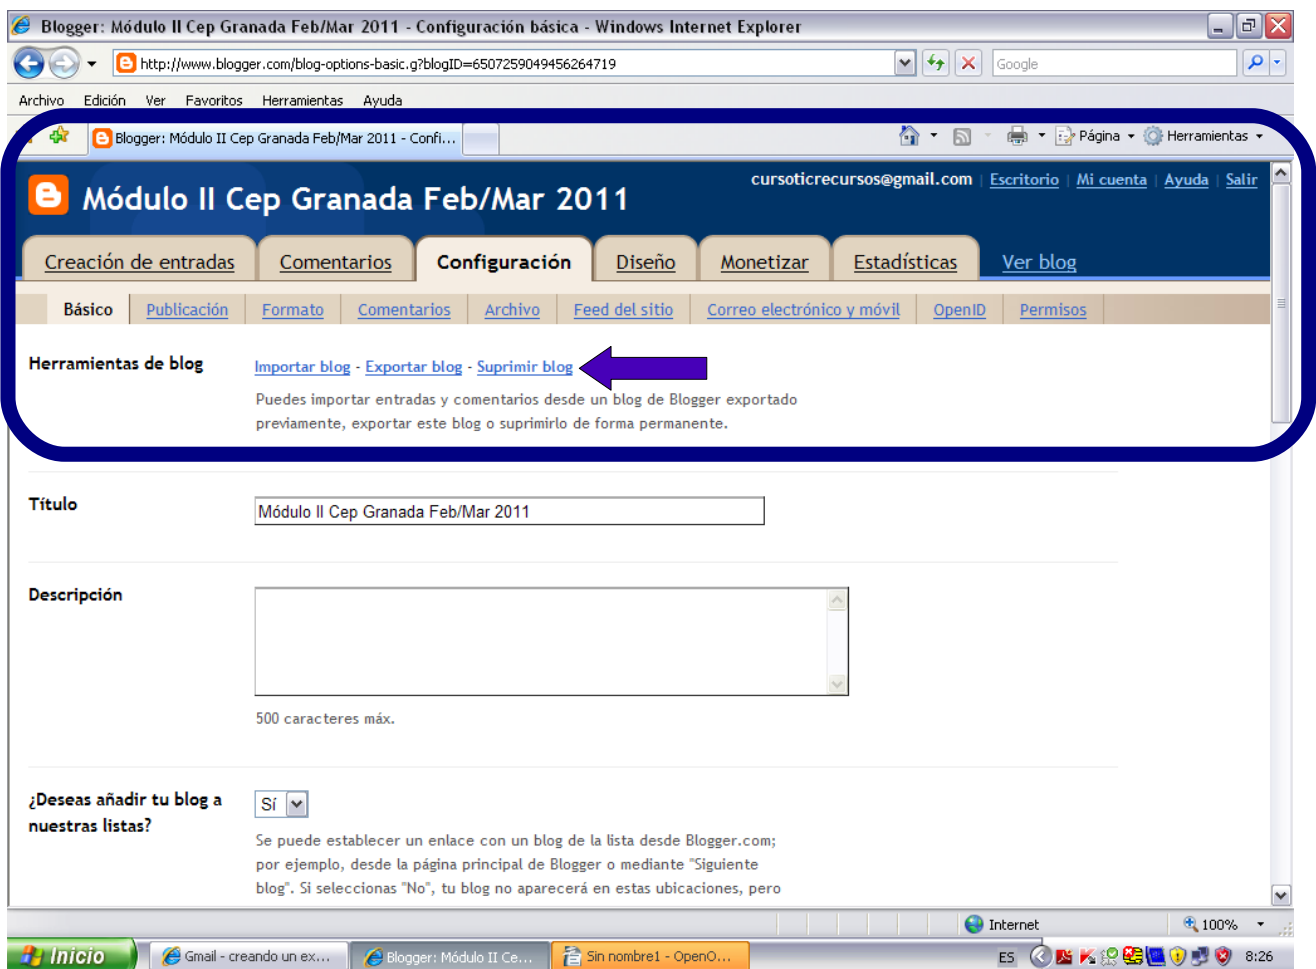 Blogger: Módulo II Cep Granada Feb/Mar 2011 - Configuración básica - Windows Internet Explorer
http://www.blogger.com/blog-options-basic.g?blogID=6507259049456264719
Google
Archivo Edición Ver Favoritos Herramientas Ayuda
Blogger: Módulo II Cep Granada Feb/Mar 2011 - Confi...
Página Herramientas
cursoticrecursos@gmail.com | Escritorio | Mi cuenta | Ayuda | Salir
Módulo II Cep Granada Feb/Mar 2011
Creación de entradas Comentarios Configuración Diseño Monetizar Estadísticas Ver blog
Básico Publicación Formato Comentarios Archivo Feed del sitio Correo electrónico y móvil OpenID Permisos
Herramientas de blog
Importar blog - Exportar blog - Suprimir blog
Puedes importar entradas y comentarios desde un blog de Blogger exportado
previamente, exportar este blog o suprimirlo de forma permanente.
Título
Módulo II Cep Granada Feb/Mar 2011
Descripción
500 caracteres máx.
¿Deseas añadir tu blog a
nuestras listas?
Sí
Se puede establecer un enlace con un blog de la lista desde Blogger.com;
por ejemplo, desde la página principal de Blogger o mediante "Siguiente
blog". Si seleccionas "No", tu blog no aparecerá en estas ubicaciones, pero
Internet 100%
Inicio Gmail - creando un ex... Blogger: Módulo II Ce... Sin nombre1 - OpenO... ES 8:26